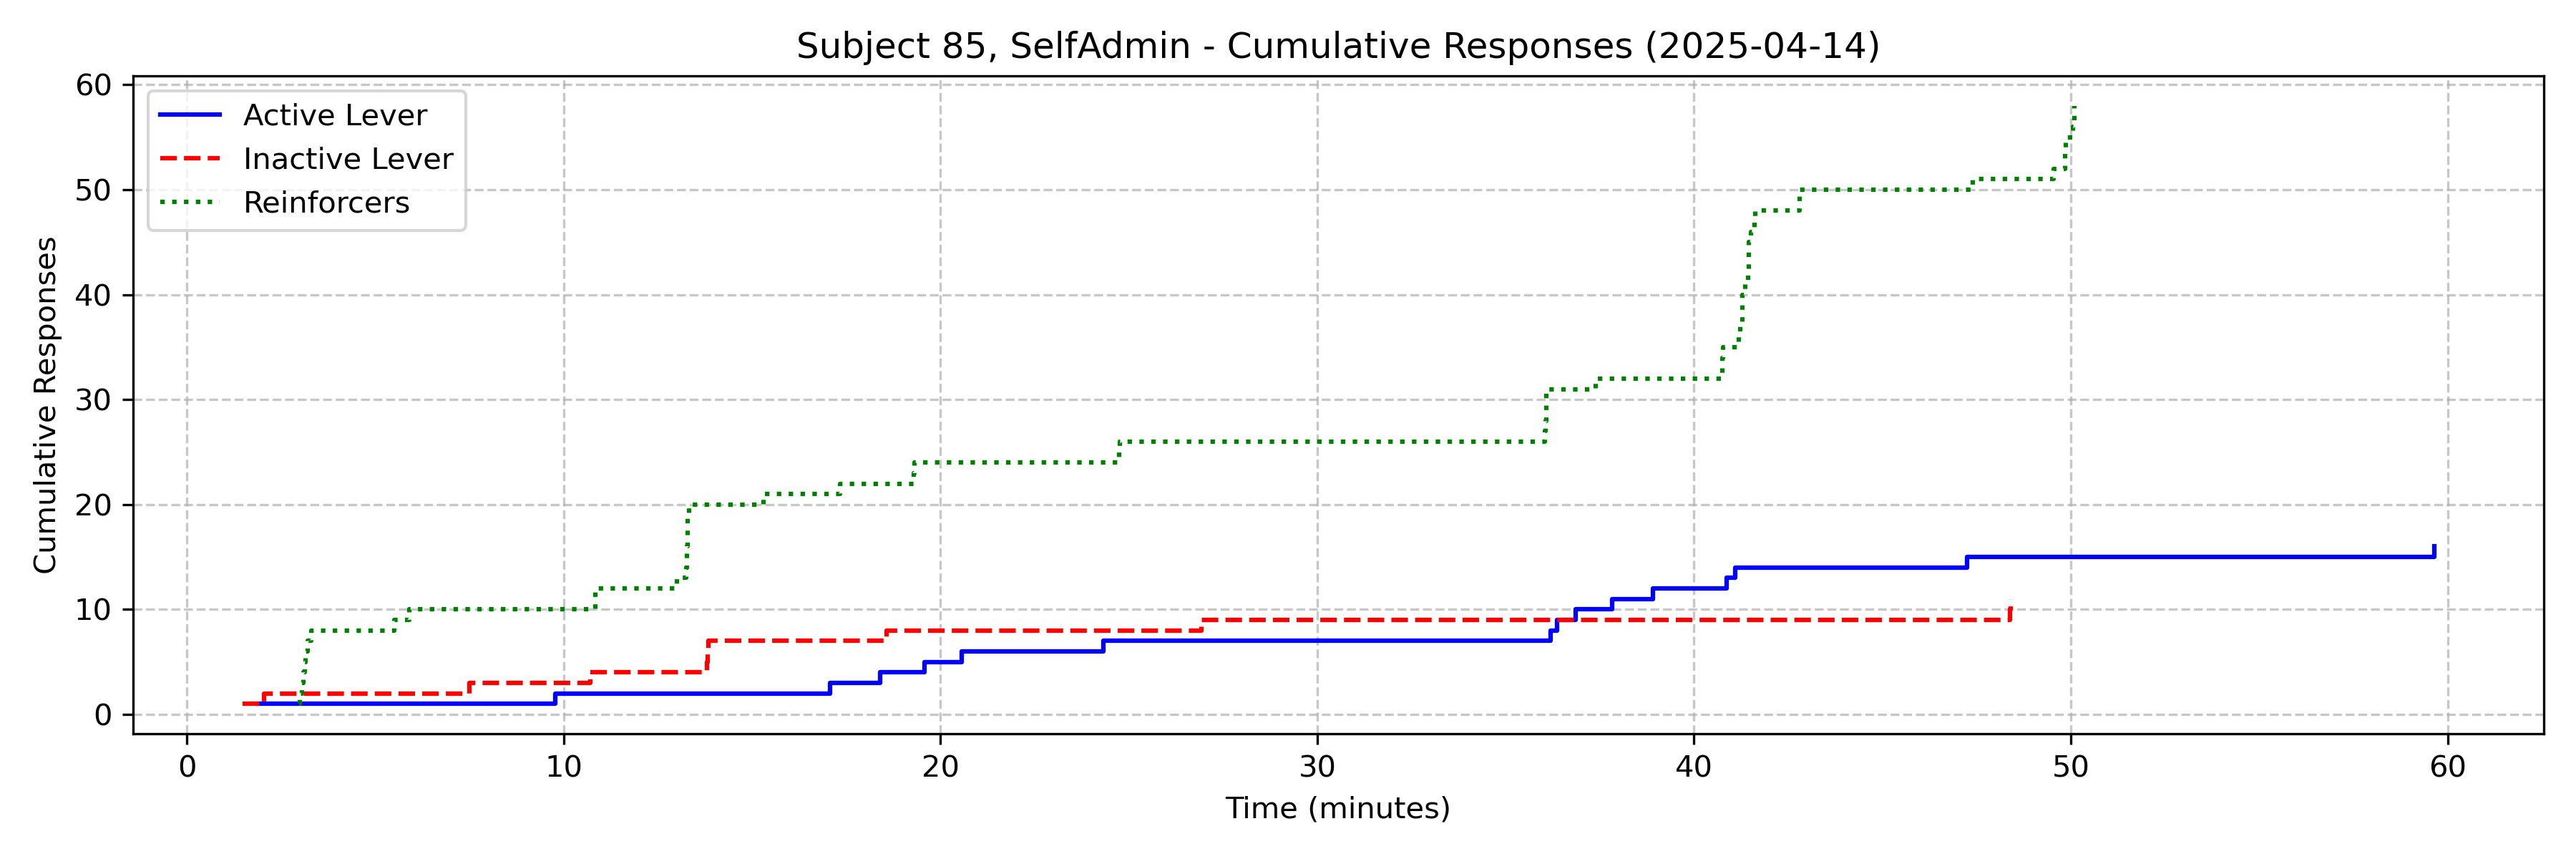 Subject 85, SelfAdmin - Cumulative Responses (2025-04-14)
60
50
40
30
20
10
0
Cumulative Responses
Active Lever
Inactive Lever
Reinforcers
0 10 20 30 40 50 60
Time (minutes)